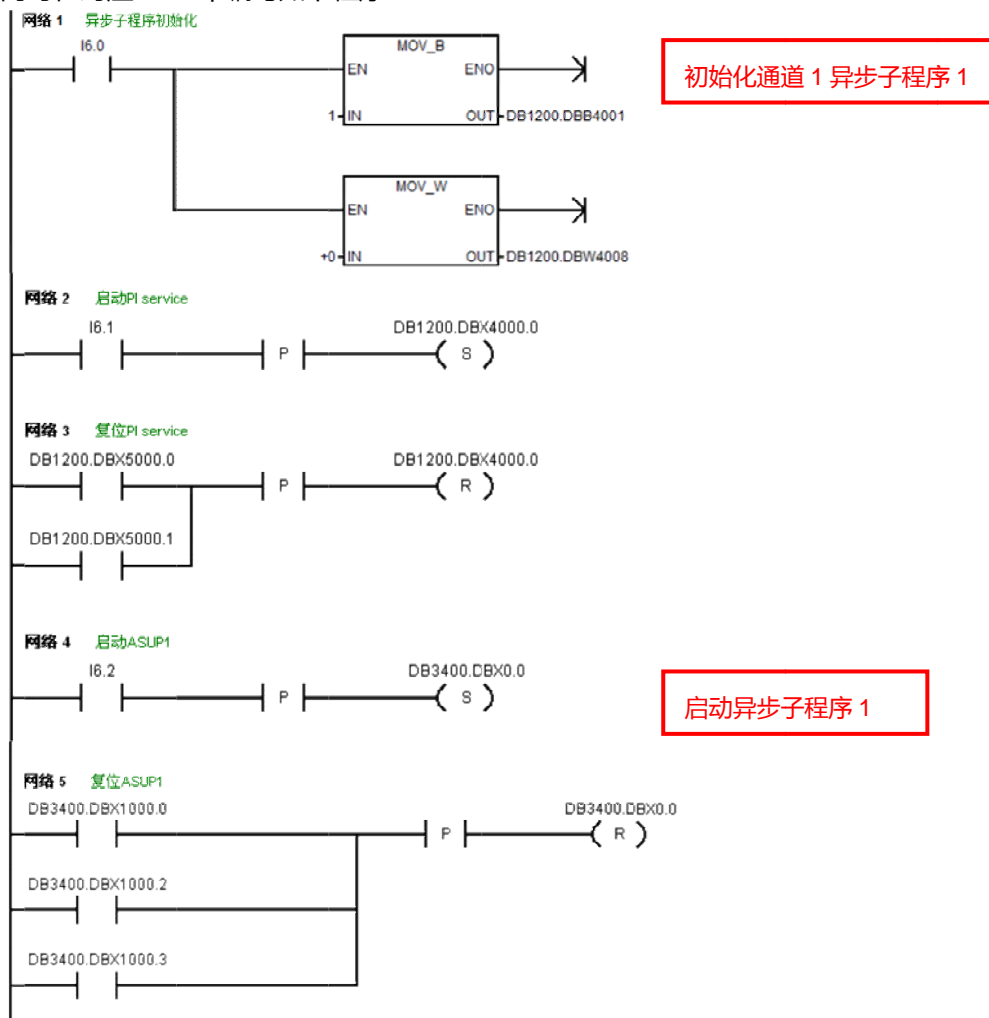 网络 1 异步子程序初始化
I6.0
MOV_B
EN ENO
1 IN OUT DB1200.DBB4001
初始化通道 1 异步子程序 1
MOV_W
EN ENO
+0 IN OUT DB1200.DBW4008
网络 2 启动PI service
I6.1 DB1200.DBX4000.0
P S
网络 3 复位PI service
DB1200.DBX5000.0 DB1200.DBX4000.0
P R
DB1200.DBX5000.1
网络 4 启动ASUP1
I6.2 DB3400.DBX0.0
P S
启动异步子程序 1
网络 5 复位ASUP1
DB3400.DBX1000.0 DB3400.DBX0.0
P R
DB3400.DBX1000.2
DB3400.DBX1000.3